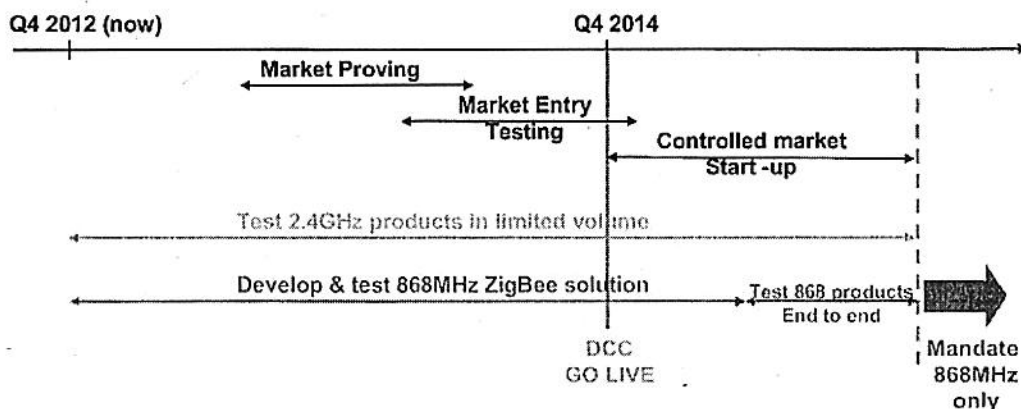 Q4 2012 (now)
Q4 2014
Market Proving
Market Entry
Testing
Controlled market
Start -up
Test 2.4GHz products in limited volume
Develop & test 868MHz ZigBee solution
Test 868 products
End to end
DCC
GO LIVE
Mandate
868MHz
only